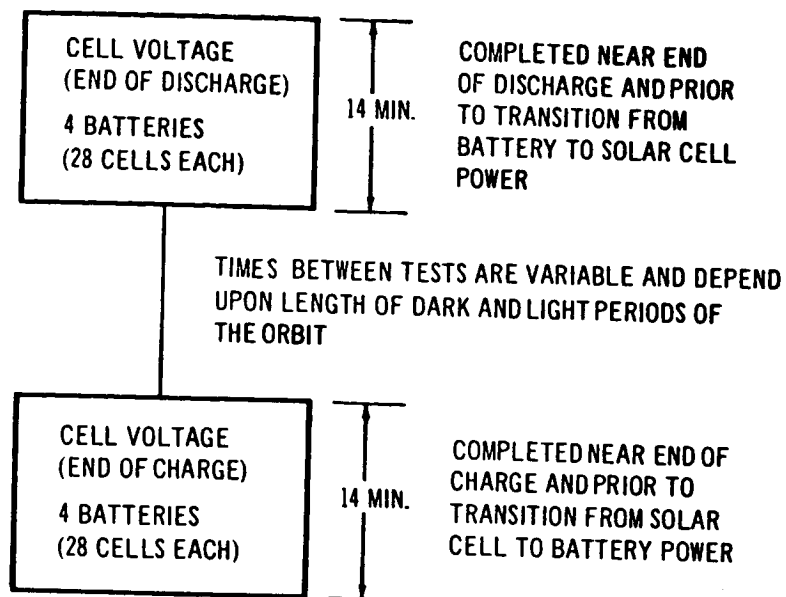 CELL VOLTAGE
(END OF DISCHARGE)
4 BATTERIES
(28 CELLS EACH)
14 MIN.
COMPLETED NEAR END
OF DISCHARGE AND PRIOR
TO TRANSITION FROM
BATTERY TO SOLAR CELL
POWER
TIMES BETWEEN TESTS ARE VARIABLE AND DEPEND
UPON LENGTH OF DARK AND LIGHT PERIODS OF
THE ORBIT
CELL VOLTAGE
(END OF CHARGE)
4 BATTERIES
(28 CELLS EACH)
14 MIN.
COMPLETED NEAR END OF
CHARGE AND PRIOR TO
TRANSITION FROM SOLAR
CELL TO BATTERY POWER